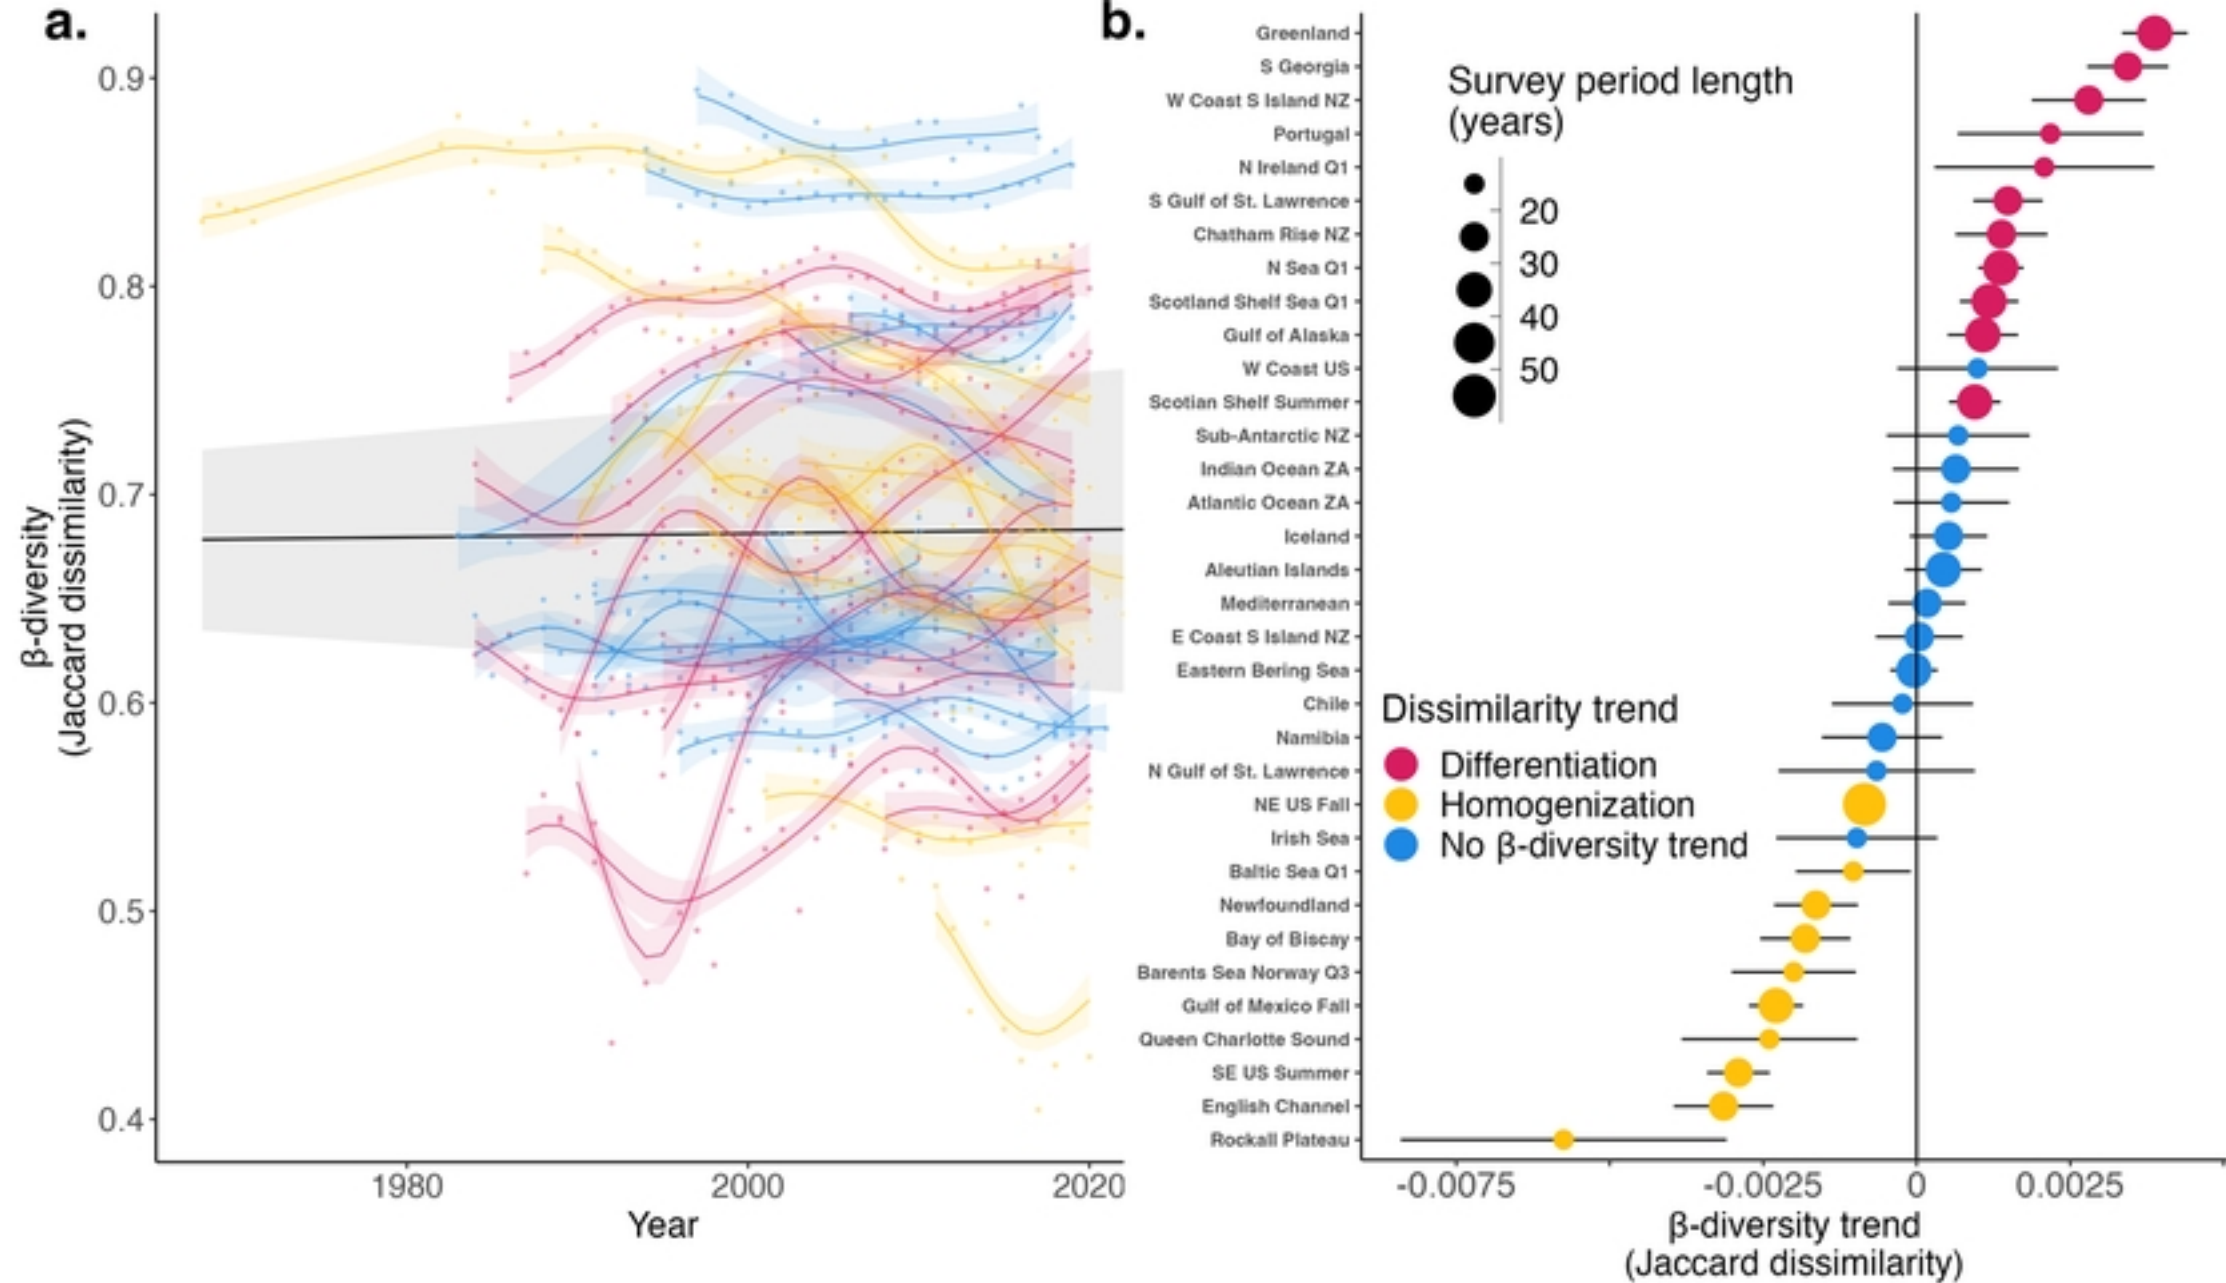 a.
0.9
0.8
0.7
0.6
0.5
0.4
β-diversity
(Jaccard dissimilarity)
1980
2000
2020
Year
b.
Greenland
S Georgia
W Coast S Island NZ
Portugal
N Ireland Q1
S Gulf of St. Lawrence
Chatham Rise NZ
N Sea Q1
Scotland Shelf Sea Q1
Gulf of Alaska
W Coast US
Scotian Shelf Summer
Sub-Antarctic NZ
Indian Ocean ZA
Atlantic Ocean ZA
Iceland
Aleutian Islands
Mediterranean
E Coast S Island NZ
Eastern Bering Sea
Chile
Namibia
N Gulf of St. Lawrence
NE US Fall
Irish Sea
Baltic Sea Q1
Newfoundland
Bay of Biscay
Barents Sea Norway Q3
Gulf of Mexico Fall
Queen Charlotte Sound
SE US Summer
English Channel
Rockall Plateau
Survey period length
(years)
20
30
40
50
Dissimilarity trend
Differentiation
Homogenization
No β-diversity trend
-0.0075
-0.0025
0
0.0025
β-diversity trend
(Jaccard dissimilarity)